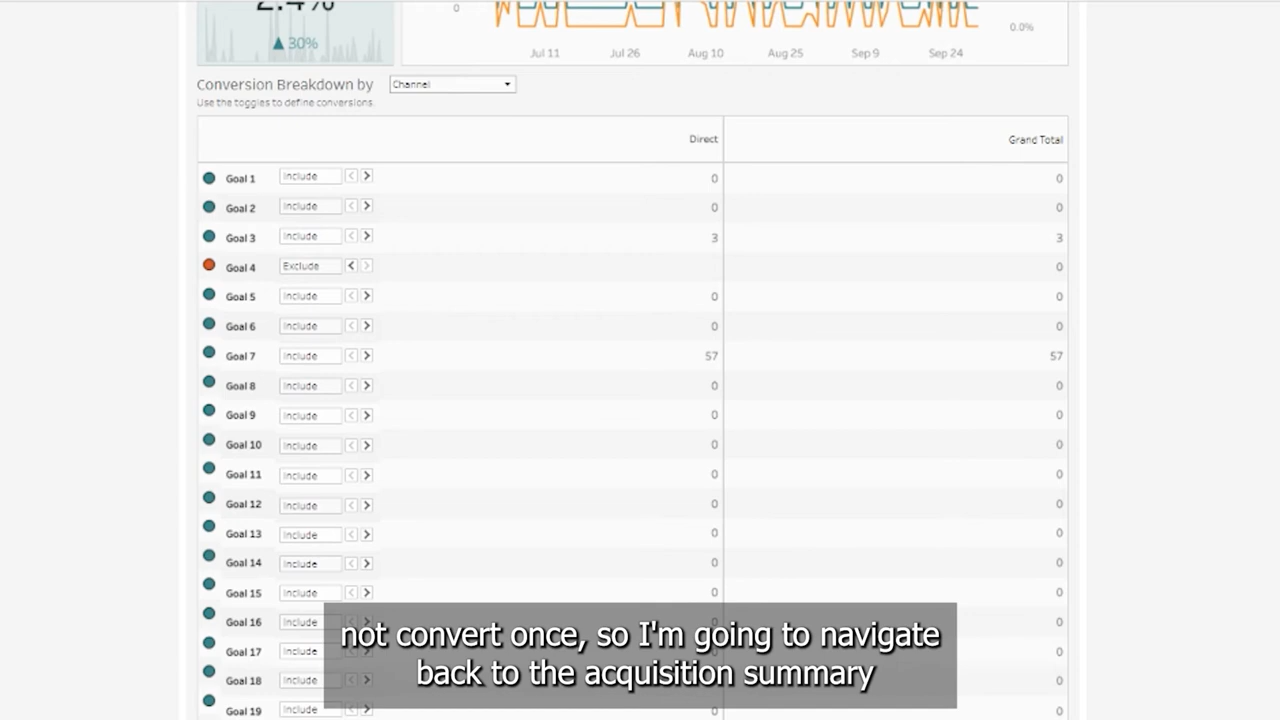 2.4%
▲ 30%
0
0.0%
Jul 11 Jul 26 Aug 10 Aug 25 Sep 9 Sep 24
Conversion Breakdown by Channel
Use the toggles to define conversions
Direct Grand Total
Goal 1 Include < > 0 0
Goal 2 Include < > 0 0
Goal 3 Include < > 3 3
Goal 4 Exclude < > 0
Goal 5 Include < > 0 0
Goal 6 Include < > 0 0
Goal 7 Include < > 57 57
Goal 8 Include < > 0 0
Goal 9 Include < > 0 0
Goal 10 Include < > 0 0
Goal 11 Include < > 0 0
Goal 12 Include < > 0 0
Goal 13 Include < > 0 0
Goal 14 Include < > 0 0
Goal 15 Include < > 0 0
Goal 16 Include < > 0
Goal 17 Include < > 0
Goal 18 Include < > 0
Goal 19 Include < > 0 0
not convert once, so I'm going to navigate
back to the acquisition summary